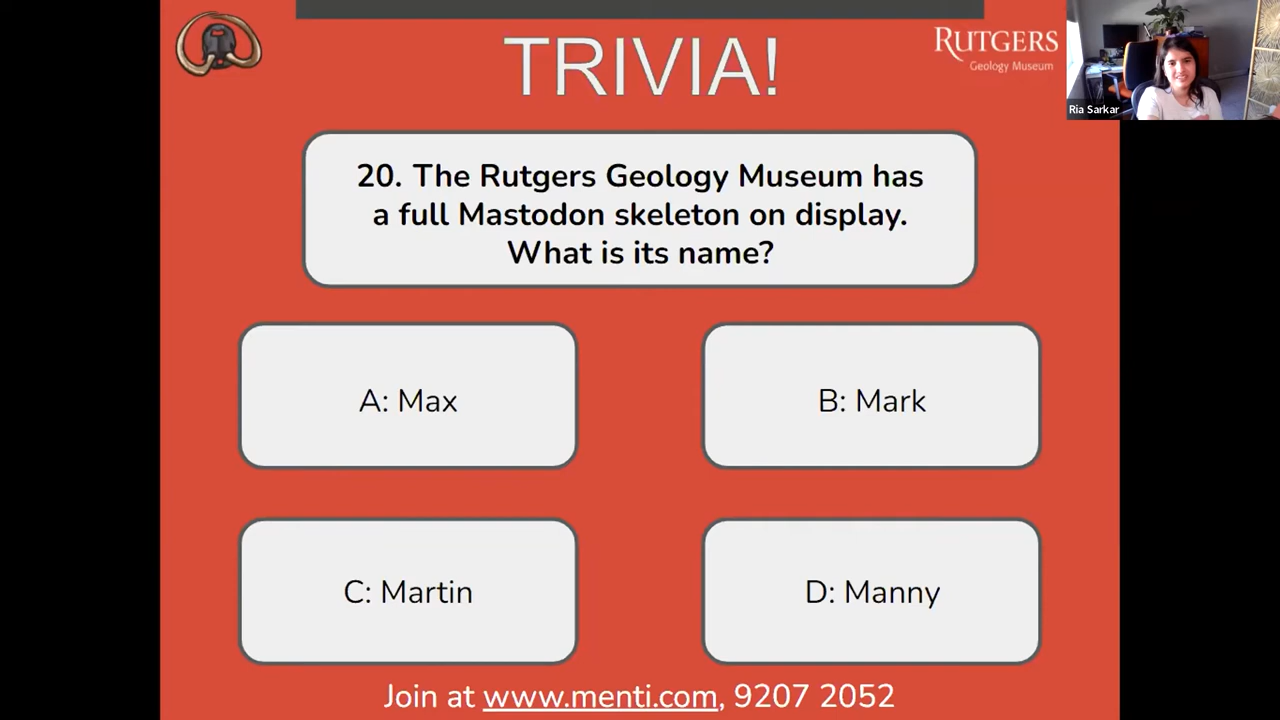 TRIVIA!
RUTGERS
Geology Museum
Ria Sarkar
20. The Rutgers Geology Museum has
a full Mastodon skeleton on display.
What is its name?
A: Max
B: Mark
C: Martin
D: Manny
Join at www.menti.com, 9207 2052